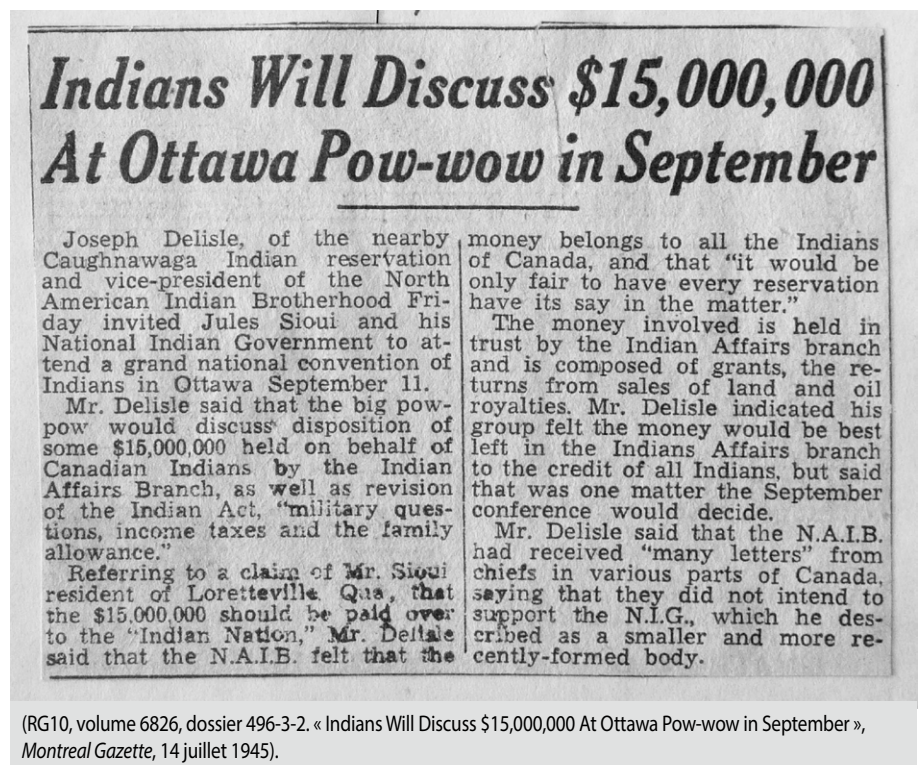 Indians Will Discuss $15,000,000
At Ottawa Pow-wow in September
Joseph Delisle, of the nearby
Caughnawaga Indian reservation
and vice-president of the North
American Indian Brotherhood Fri-
day invited Jules Sioui and his
National Indian Government to at-
tend a grand national convention of
Indians in Ottawa September 11.
Mr. Delisle said that the big pow-
pow would discuss disposition of
some $15,000,000 held on behalf of
Canadian Indians by the Indian
Affairs Branch, as well as revision
of the Indian Act, "military ques-
tions, income taxes and the family
allowance."
Referring to a claim of Mr. Sioui
resident of Loretteville, Que, that
the $15,000,000 should be paid over
to the "Indian Nation," Mr. Delisle
said that the N.A.I.B. felt that the
money belongs to all the Indians
of Canada, and that "it would be
only fair to have every reservation
have its say in the matter."
The money involved is held in
trust by the Indian Affairs branch
and is composed of grants, the re-
turns from sales of land and oil
royalties. Mr. Delisle indicated his
group felt the money would be best
left in the Indians Affairs branch
to the credit of all Indians, but said
that was one matter the September
conference would decide.
Mr. Delisle said that the N.A.I.B.
had received "many letters" from
chiefs in various parts of Canada,
saying that they did not intend to
support the N.I.G., which he des-
cribed as a smaller and more re-
cently-formed body.
(RG10, volume 6826, dossier 496-3-2. « Indians Will Discuss $15,000,000 At Ottawa Pow-wow in September »,
Montreal Gazette, 14 juillet 1945).